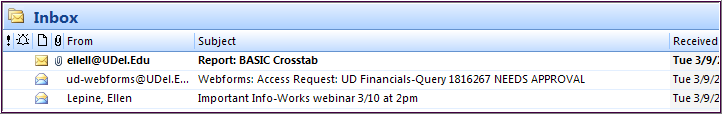 Inbox
! From Subject Received
ellell@UDel.Edu Report: BASIC Crosstab Tue 3/9/
ud-webforms@UDel.E... Webforms: Access Request: UD Financials-Query 1816267 NEEDS APPROVAL Tue 3/9/2
Lepine, Ellen Important Info-Works webinar 3/10 at 2pm Tue 3/9/2